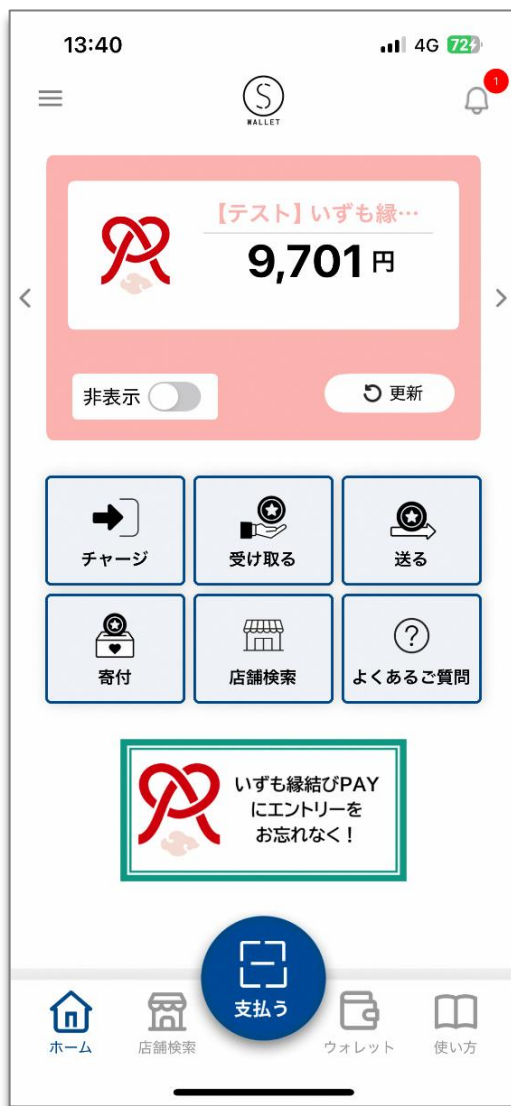 13:40
4G 72
S
WALLET
1
【テスト】いずも縁…
9,701円
非表示
更新
チャージ
受け取る
送る
寄付
店舗検索
よくあるご質問
いずも縁結びPAY
にエントリーを
お忘れなく！
支払う
ホーム
店舗検索
ウォレット
使い方